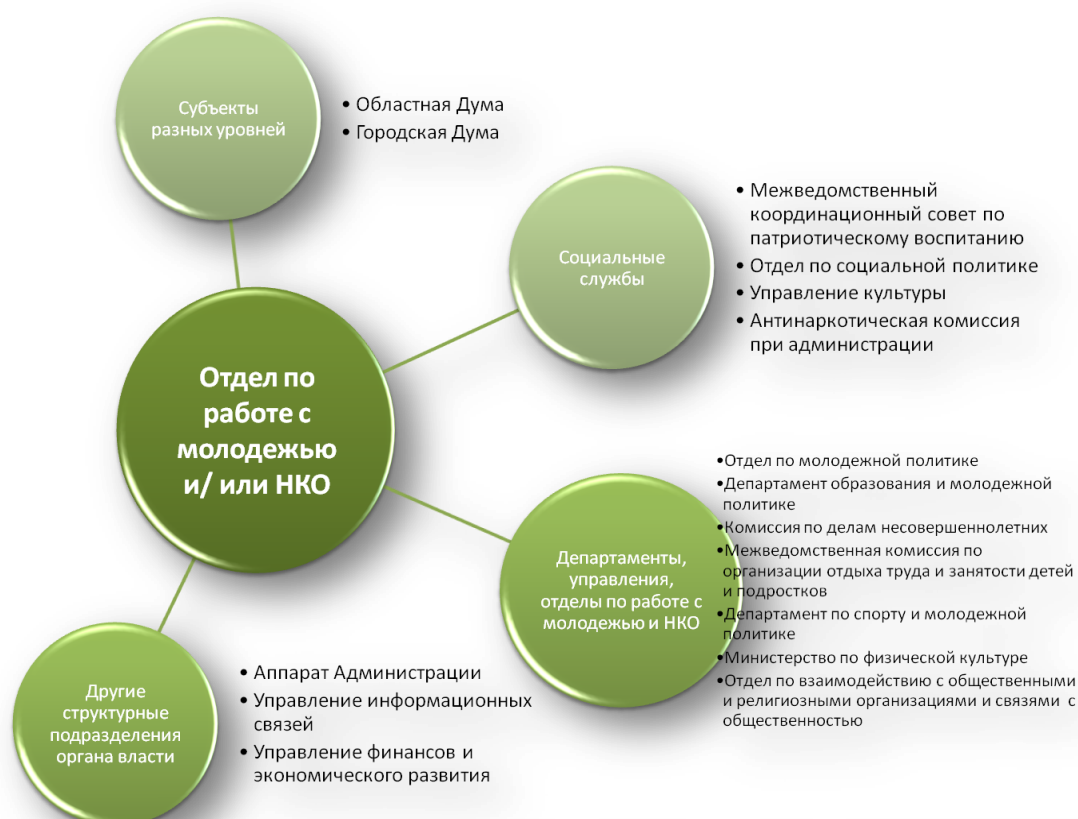 Субъекты
разных уровней
• Областная Дума
• Городская Дума
Социальные
службы
• Межведомственный
координационный совет по
патриотическому воспитанию
• Отдел по социальной политике
• Управление культуры
• Антинаркотическая комиссия
при администрации
Отдел по
работе с
молодежью
и/ или НКО
Департаменты,
управления,
отделы по работе с
молодежью и НКО
•Отдел по молодежной политике
•Департамент образования и молодежной
политике
•Комиссия по делам несовершеннолетних
•Межведомственная комиссия по
организации отдыха труда и занятости детей
и подростков
•Департамент по спорту и молодежной
политике
•Министерство по физической культуре
•Отдел по взаимодействию с общественными
и религиозными организациями и связями с
общественностью
Другие
структурные
подразделения
органа власти
• Аппарат Администрации
• Управление информационных
связей
• Управление финансов и
экономического развития